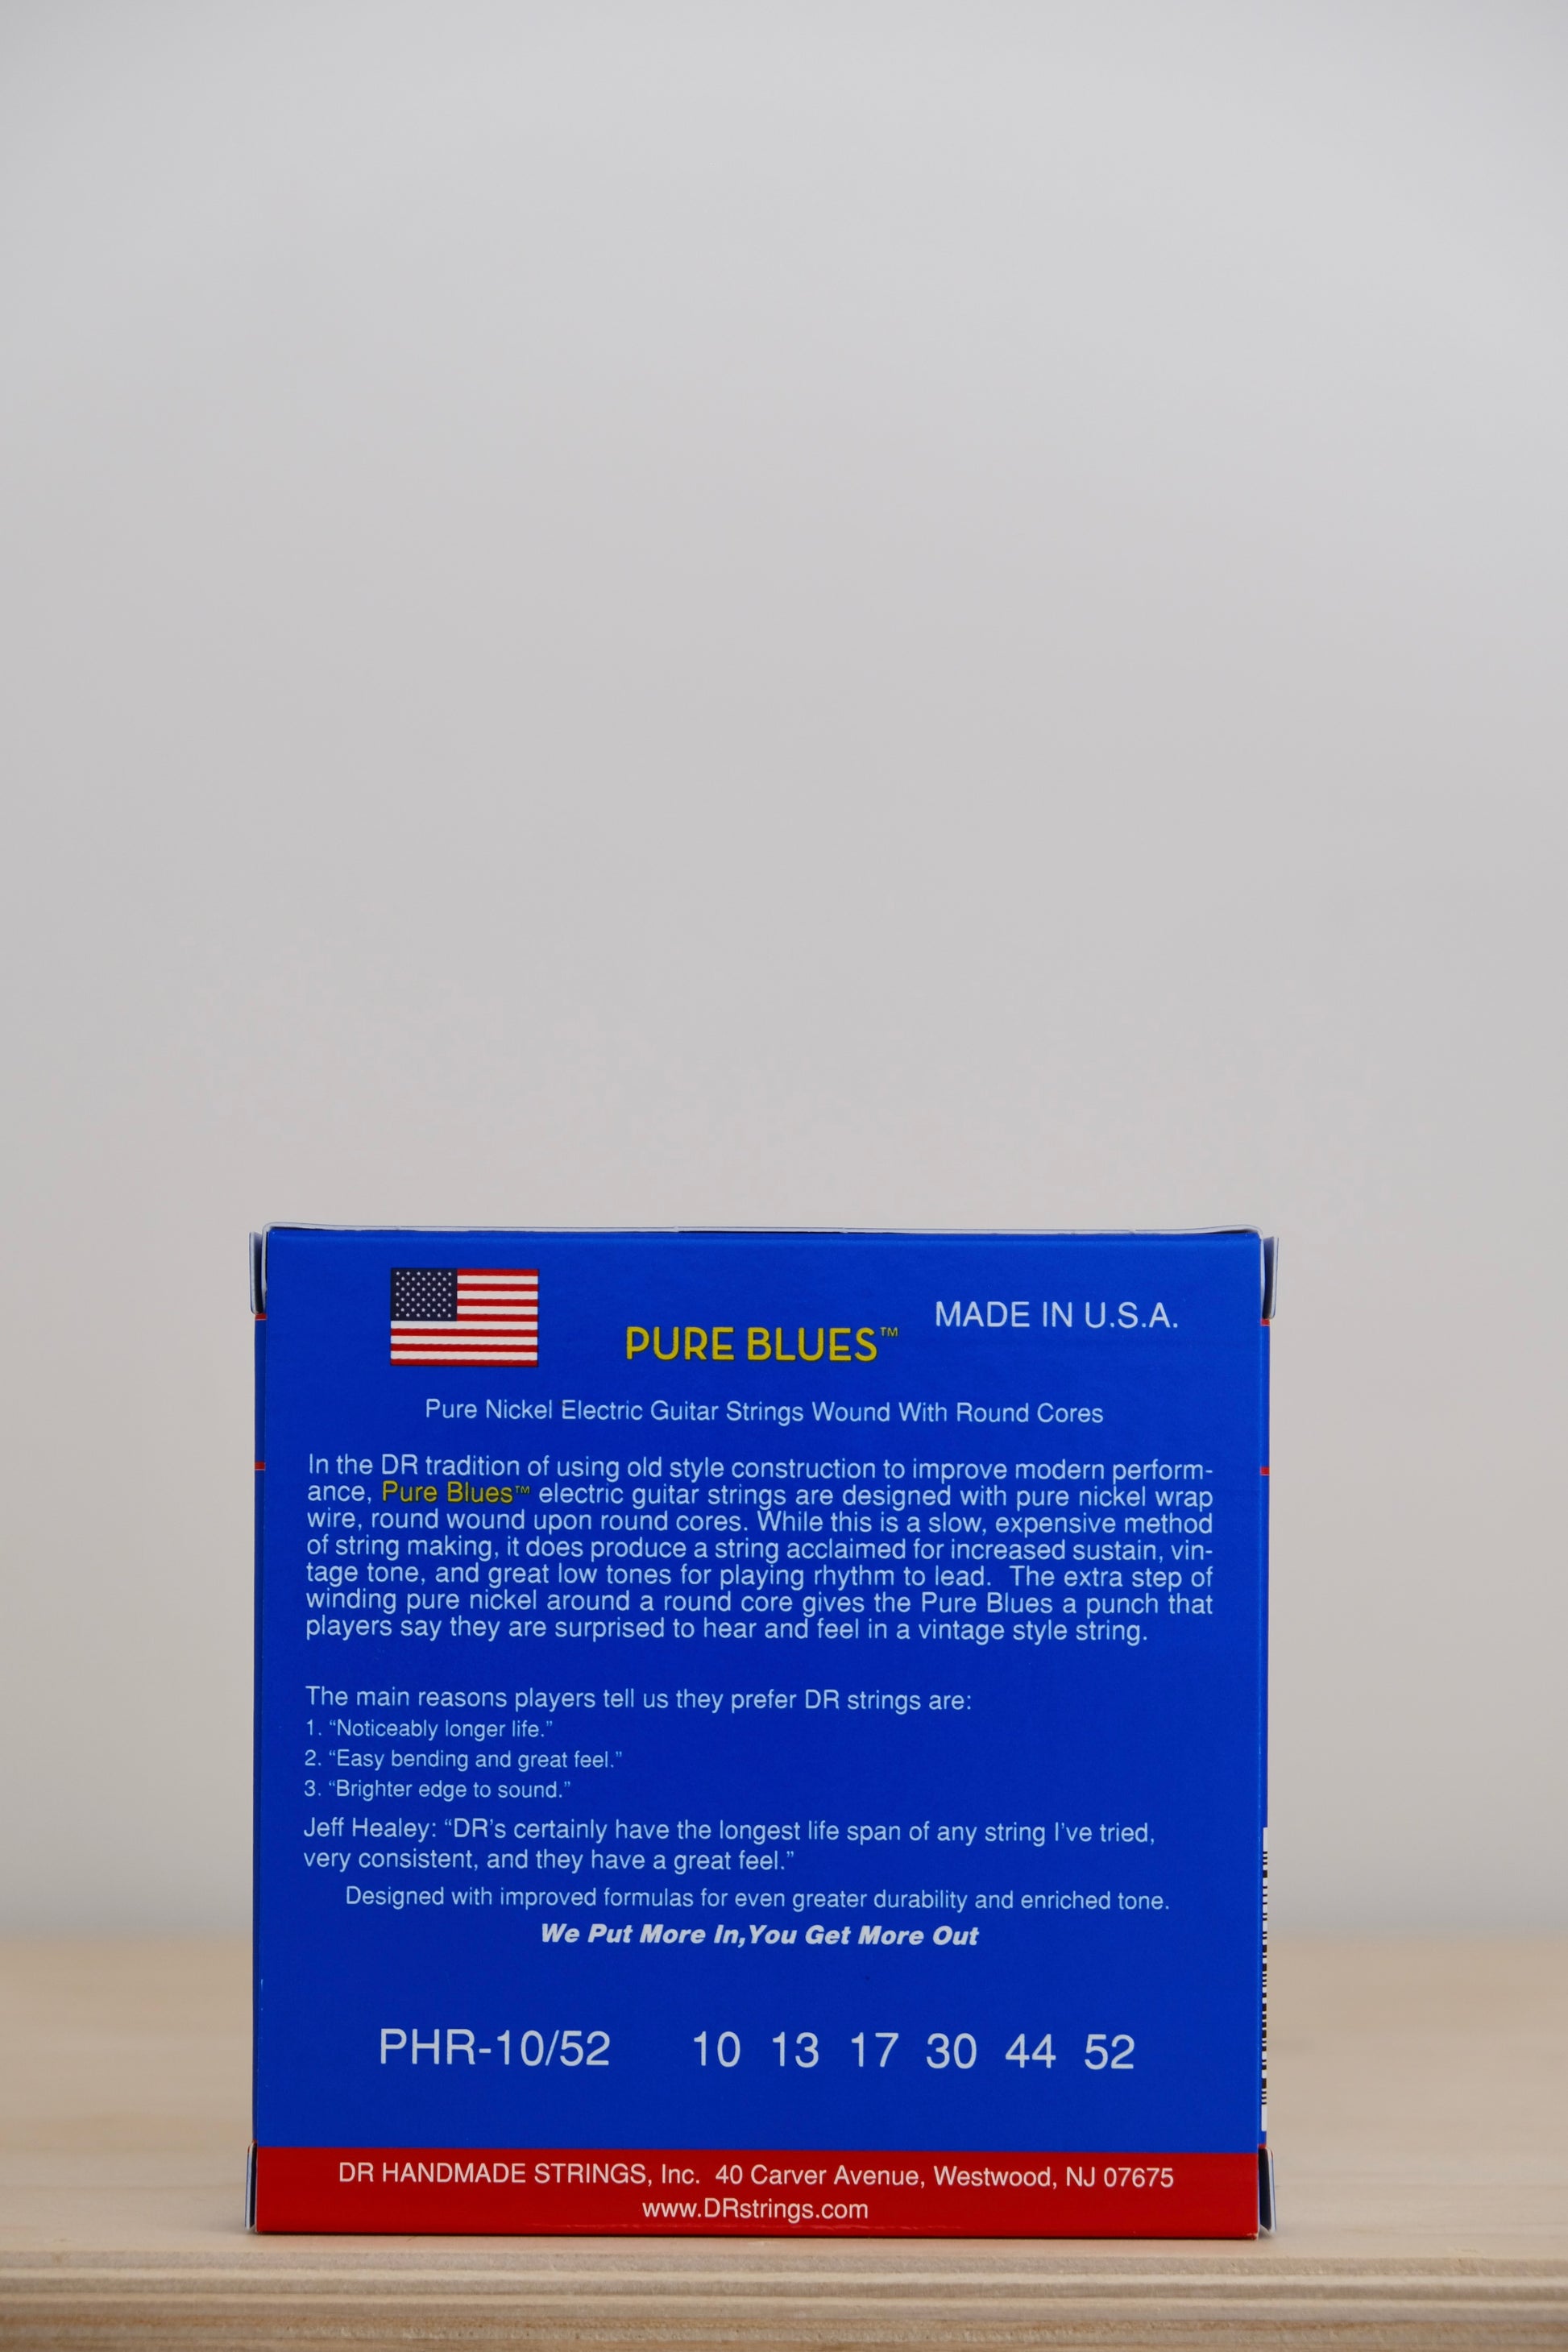 PURE BLUES™
MADE IN U.S.A.
Pure Nickel Electric Guitar Strings Wound With Round Cores
In the DR tradition of using old style construction to improve modern perform-
ance, Pure Blues™ electric guitar strings are designed with pure nickel wrap
wire, round wound upon round cores. While this is a slow, expensive method
of string making, it does produce a string acclaimed for increased sustain, vin-
tage tone, and great low tones for playing rhythm to lead.  The extra step of
winding pure nickel around a round core gives the Pure Blues a punch that
players say they are surprised to hear and feel in a vintage style string.
The main reasons players tell us they prefer DR strings are:
1. “Noticeably longer life.”
2. “Easy bending and great feel.”
3. “Brighter edge to sound.”
Jeff Healey: “DR’s certainly have the longest life span of any string I’ve tried,
very consistent, and they have a great feel.”
Designed with improved formulas for even greater durability and enriched tone.
We Put More In,You Get More Out
PHR-10/52 10 13 17 30 44 52
DR HANDMADE STRINGS, Inc.  40 Carver Avenue, Westwood, NJ 07675
www.DRstrings.com